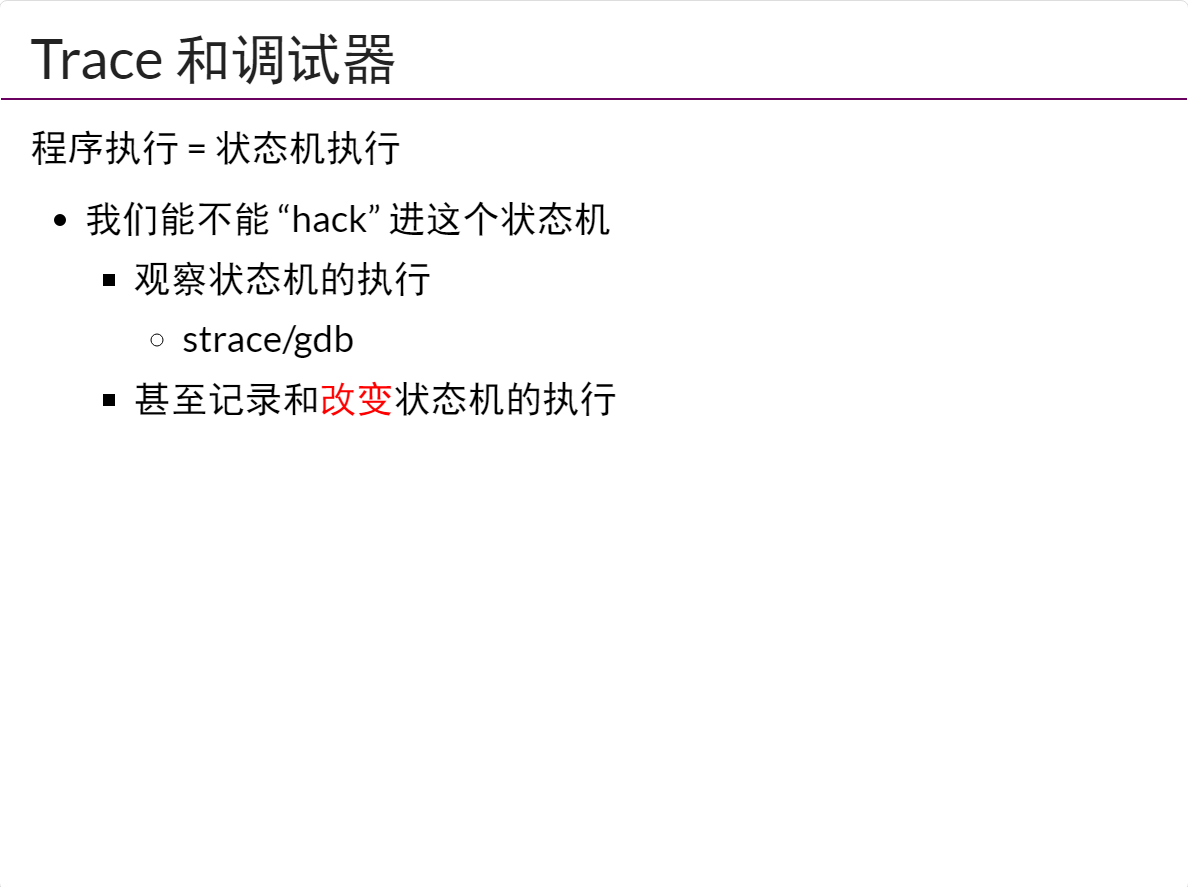 Trace 和调试器
程序执行 = 状态机执行
我们能不能 “hack” 进这个状态机
观察状态机的执行
strace/gdb
甚至记录和改变状态机的执行